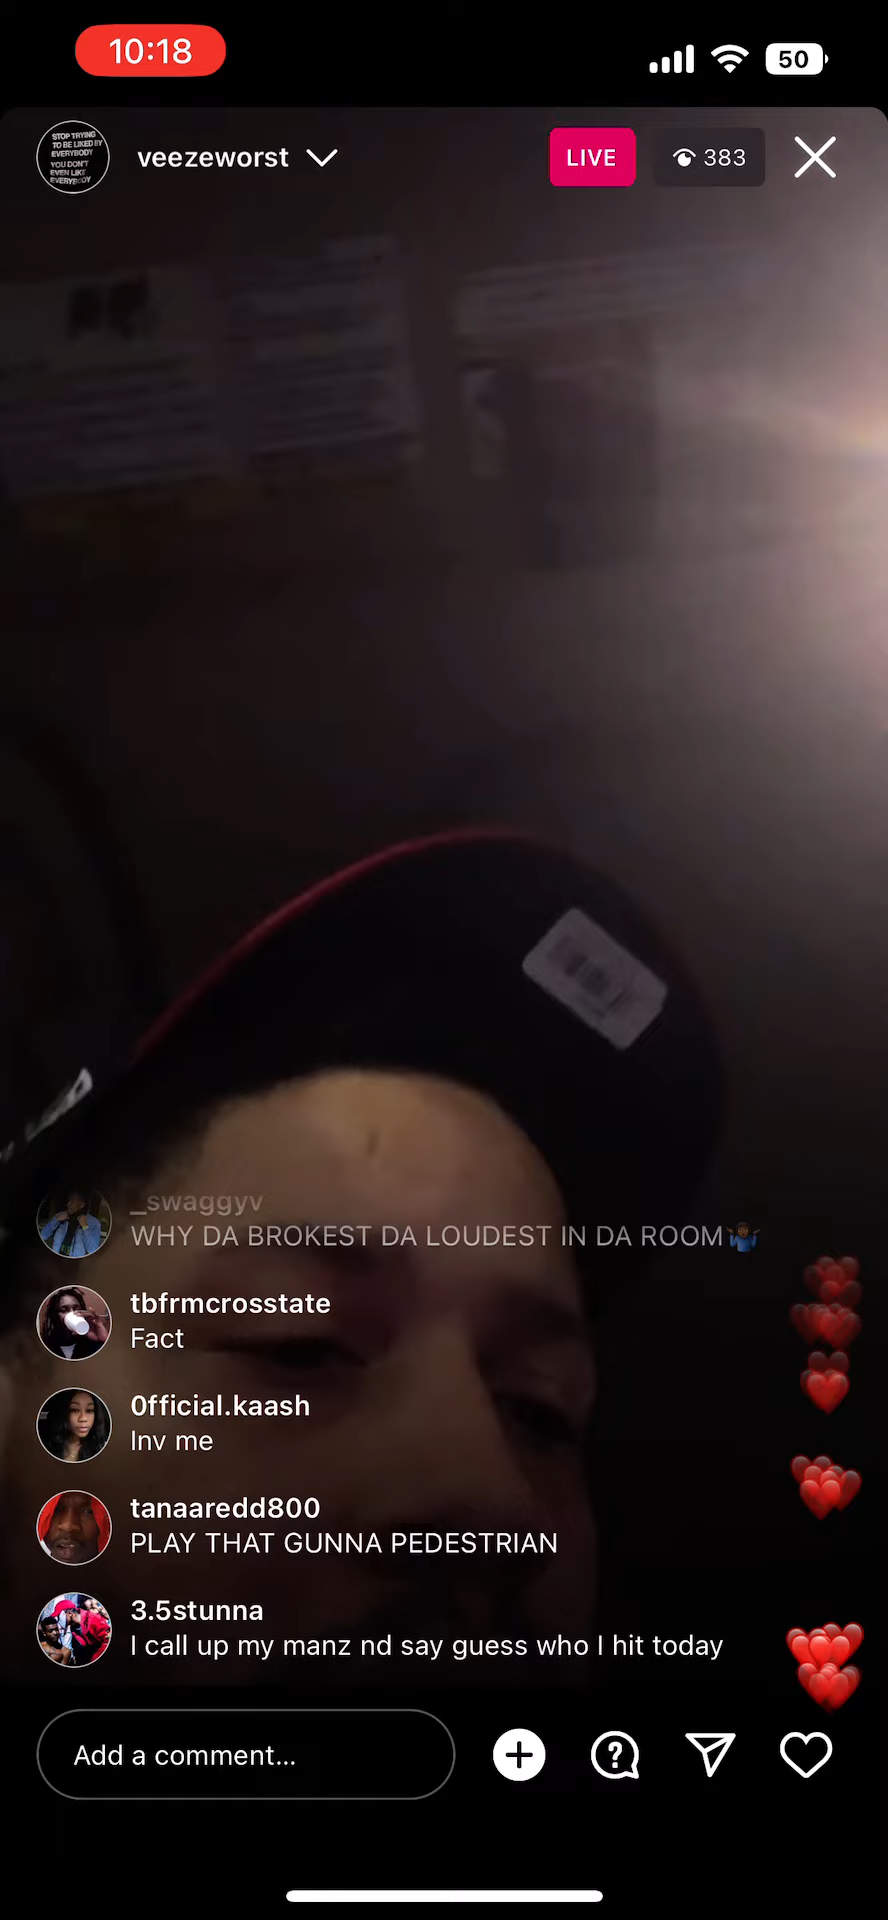 10:18
50
STOP TRYING
TO BE LIKED BY
EVERYBODY
YOU DON'T
EVEN LIKE
EVERYBODY
veezeworst
LIVE
383
_swaggyv
WHY DA BROKEST DA LOUDEST IN DA ROOM🤷🏾‍♂️
tbfrmcrosstate
Fact
0fficial.kaash
Inv me
tanaaredd800
PLAY THAT GUNNA PEDESTRIAN
3.5stunna
I call up my manz nd say guess who I hit today
Add a comment...